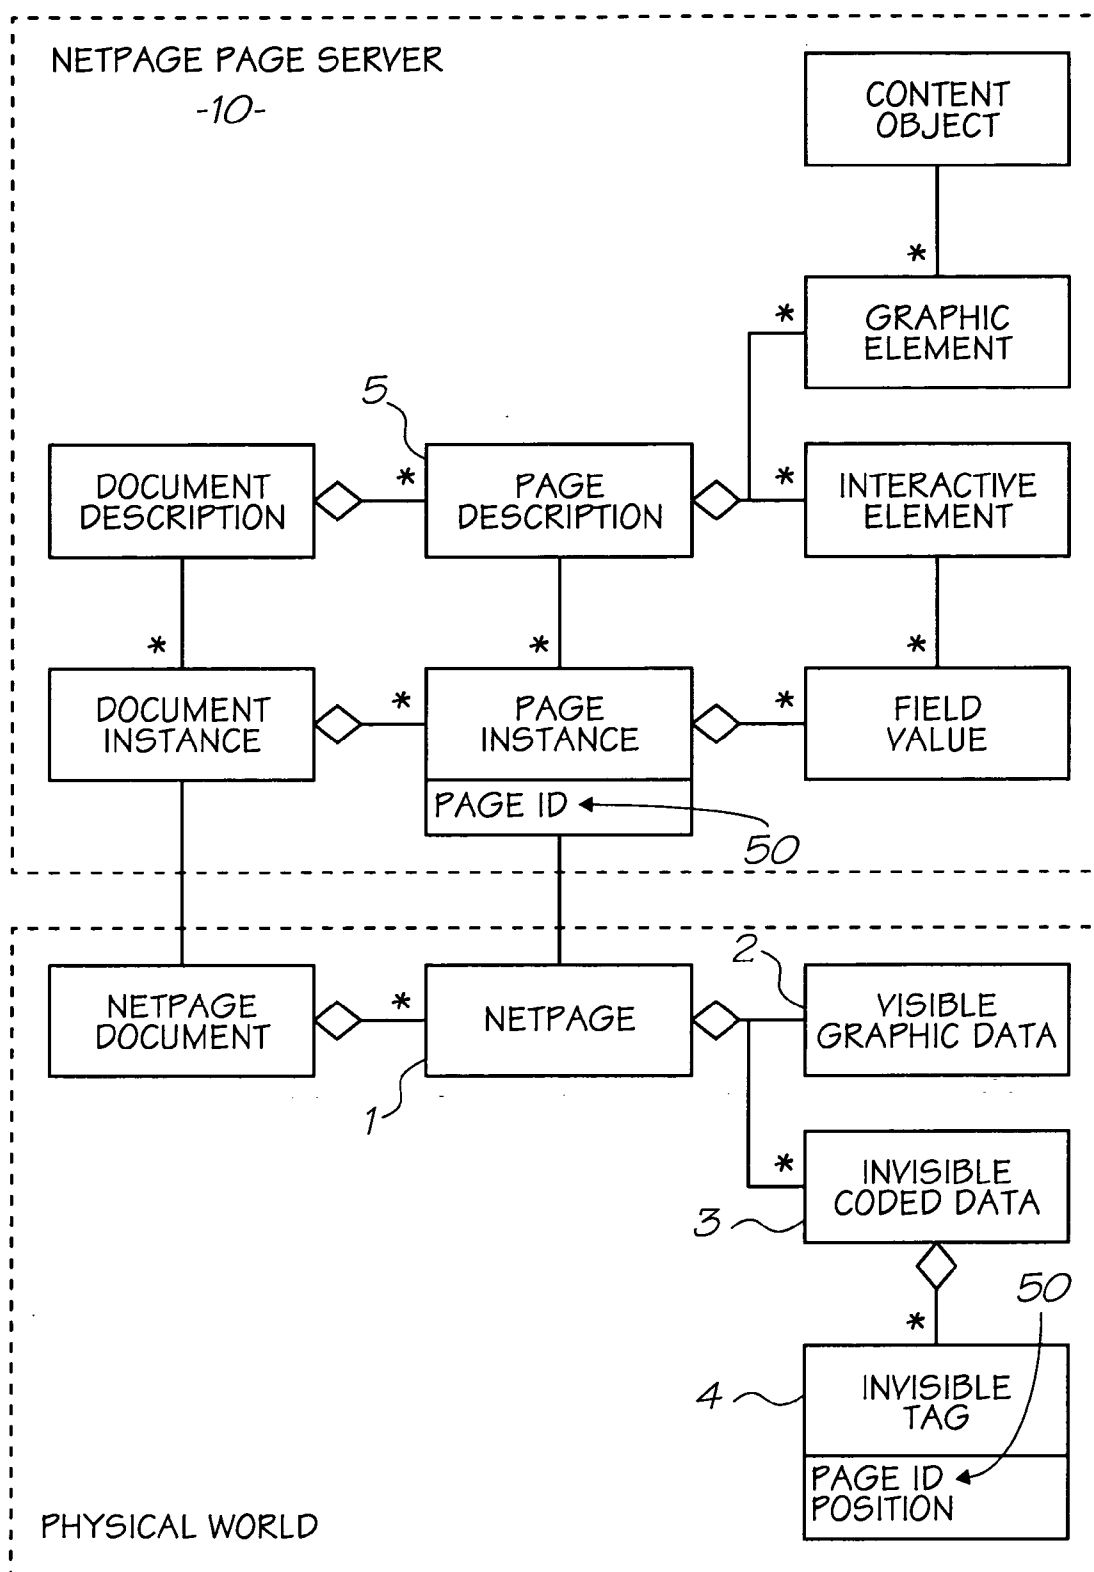 NETPAGE PAGE SERVER
-10-
CONTENT
OBJECT
*
GRAPHIC
ELEMENT
*
5
DOCUMENT
DESCRIPTION
*
PAGE
DESCRIPTION
*
INTERACTIVE
ELEMENT
*
*
*
DOCUMENT
INSTANCE
*
PAGE
INSTANCE
*
FIELD
VALUE
PAGE ID
50
2
NETPAGE
DOCUMENT
*
NETPAGE
VISIBLE
GRAPHIC DATA
1
*
INVISIBLE
CODED DATA
3
50
*
4
INVISIBLE
TAG
PAGE ID
POSITION
PHYSICAL WORLD